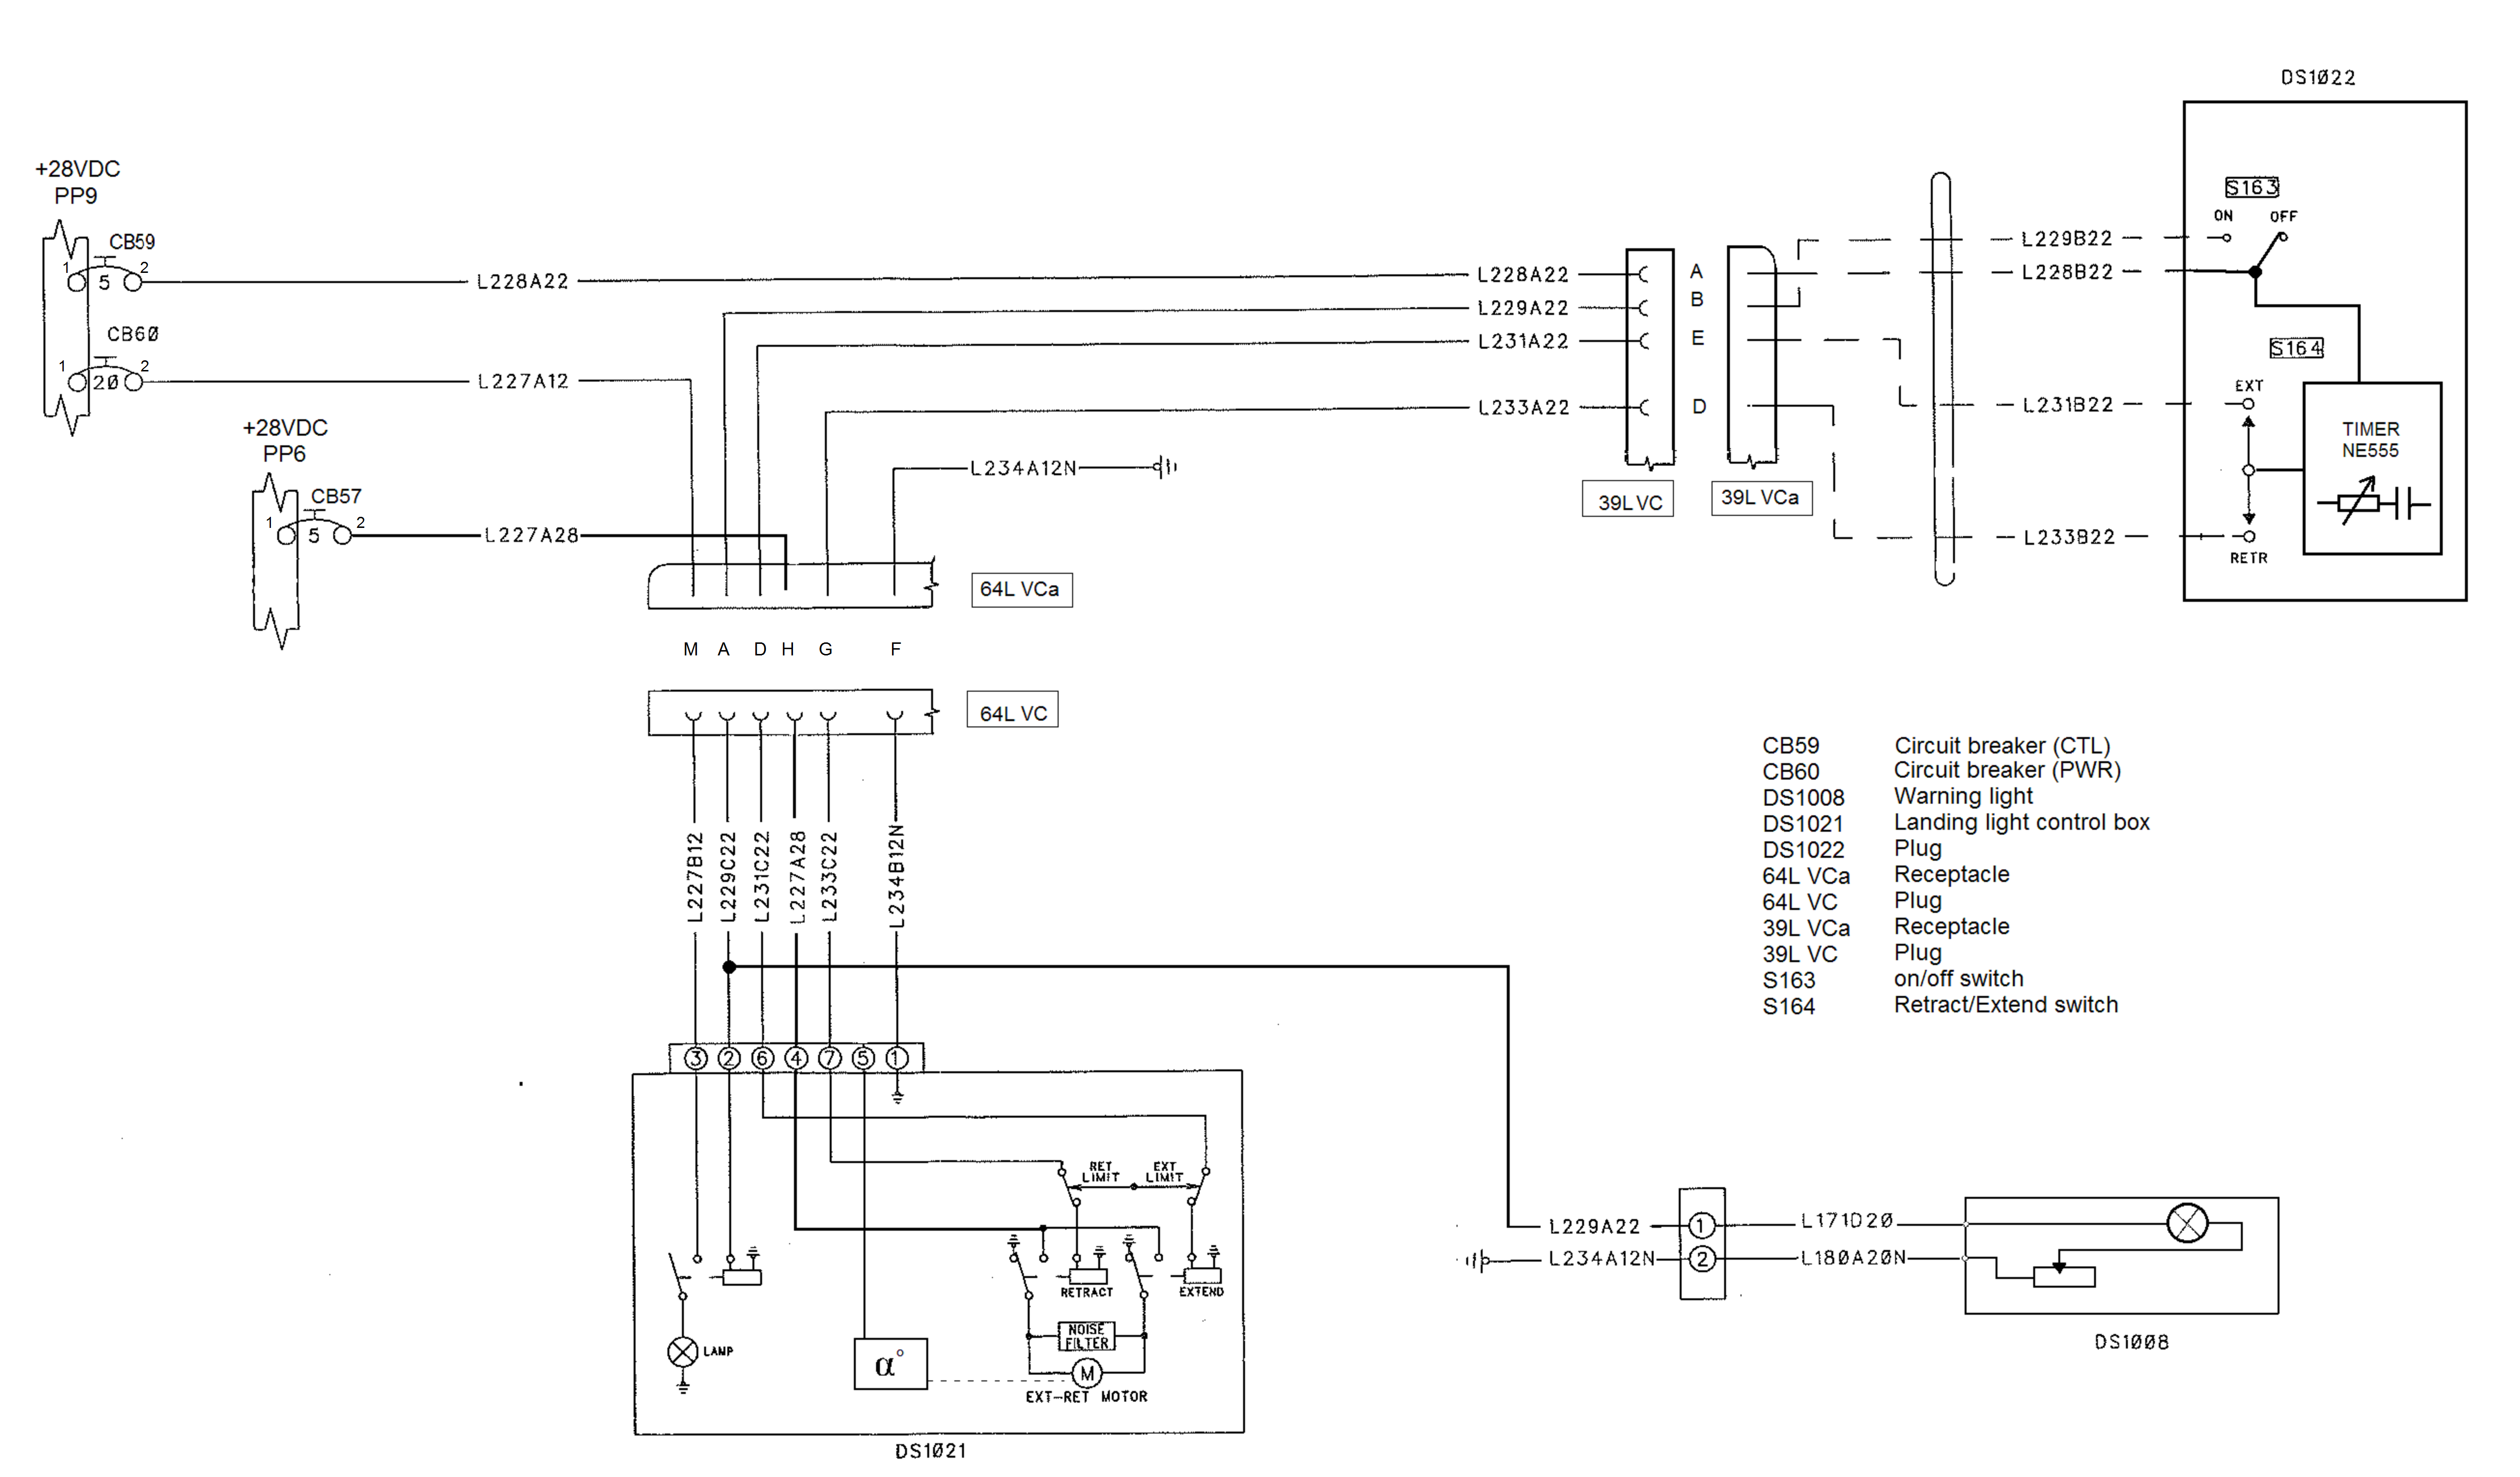 DS1Ø22
+28VDC
PP9
S163
ON OFF
CB59
1 5 2
L228A22
L228A22
A
L229B22
L228B22
L229A22
B
CB6Ø
1 2Ø 2
L227A12
L231A22
E
S164
EXT
L233A22
D
L231B22
+28VDC
PP6
TIMER
NE555
L234A12N
39L VC
39L VCa
CB57
1 5 2
L227A28
L233B22
RETR
64L VCa
M A D H G F
64L VC
CB59 Circuit breaker (CTL)
CB60 Circuit breaker (PWR)
DS1008 Warning light
DS1021 Landing light control box
DS1022 Plug
64L VCa Receptacle
64L VC Plug
39L VCa Receptacle
39L VC Plug
S163 on/off switch
S164 Retract/Extend switch
L227B12
L229C22
L231C22
L227A28
L233C22
L234B12N
3 2 6 4 7 5 1
RET LIMIT
EXT LIMIT
RETRACT
EXTEND
NOISE FILTER
LAMP
α°
M
EXT-RET MOTOR
DS1Ø21
L229A22
1
L171D2Ø
L234A12N
2
L18ØA2ØN
DS1ØØ8